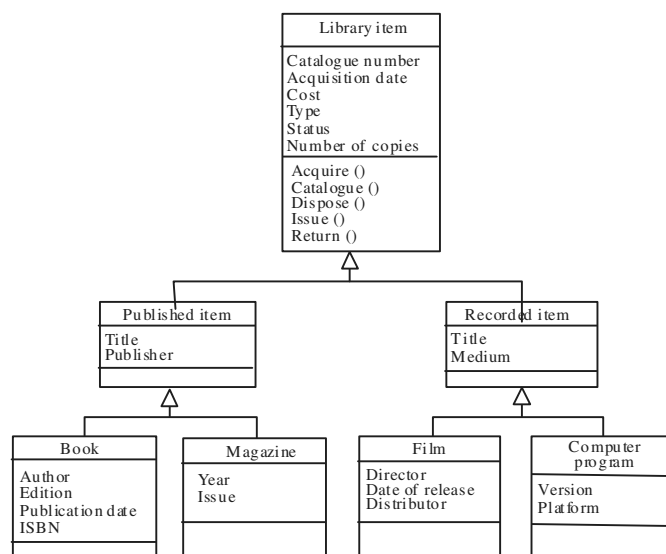 Library item
Catalogue number
Acquisition date
Cost
Type
Status
Number of copies
Acquire ()
Catalogue ()
Dispose ()
Issue ()
Return ()
Published item
Title
Publisher
Recorded item
Title
Medium
Book
Author
Edition
Publication date
ISBN
Magazine
Year
Issue
Film
Director
Date of release
Distributor
Computer
program
Version
Platform